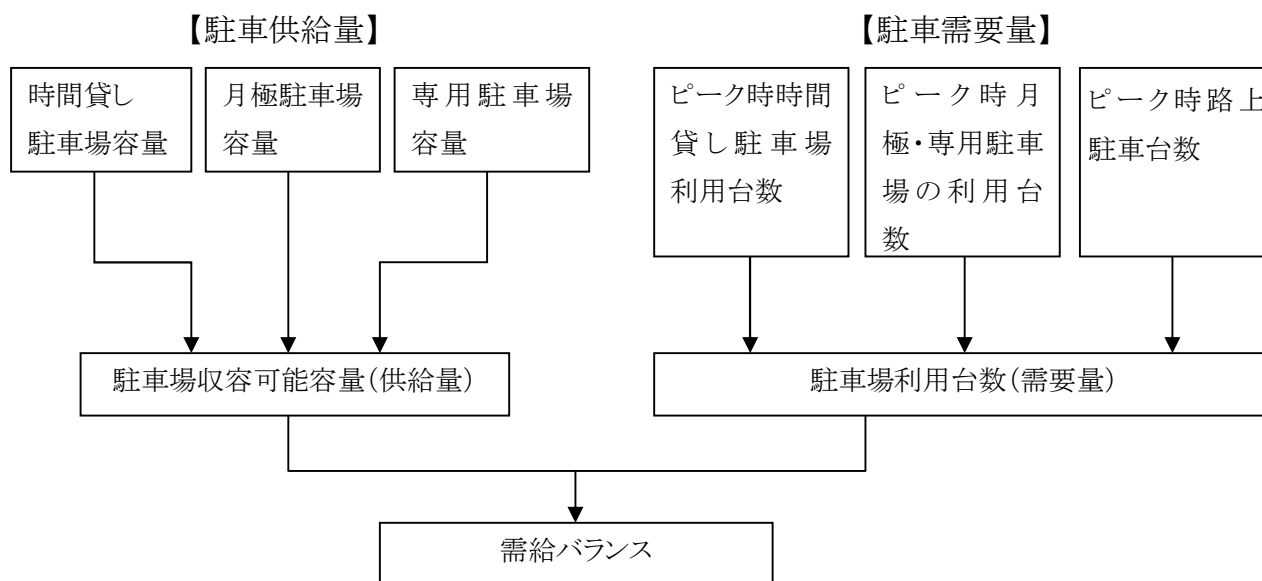 【駐車供給量】
【駐車需要量】
時間貸し
駐車場容量
月極駐車場
容量
専用駐車場
容量
ピーク時時間
貸し駐車場
利用台数
ピーク時月
極・専用駐車
場の利用台
数
ピーク時路上
駐車台数
駐車場収容可能容量(供給量)
駐車場利用台数(需要量)
需給バランス